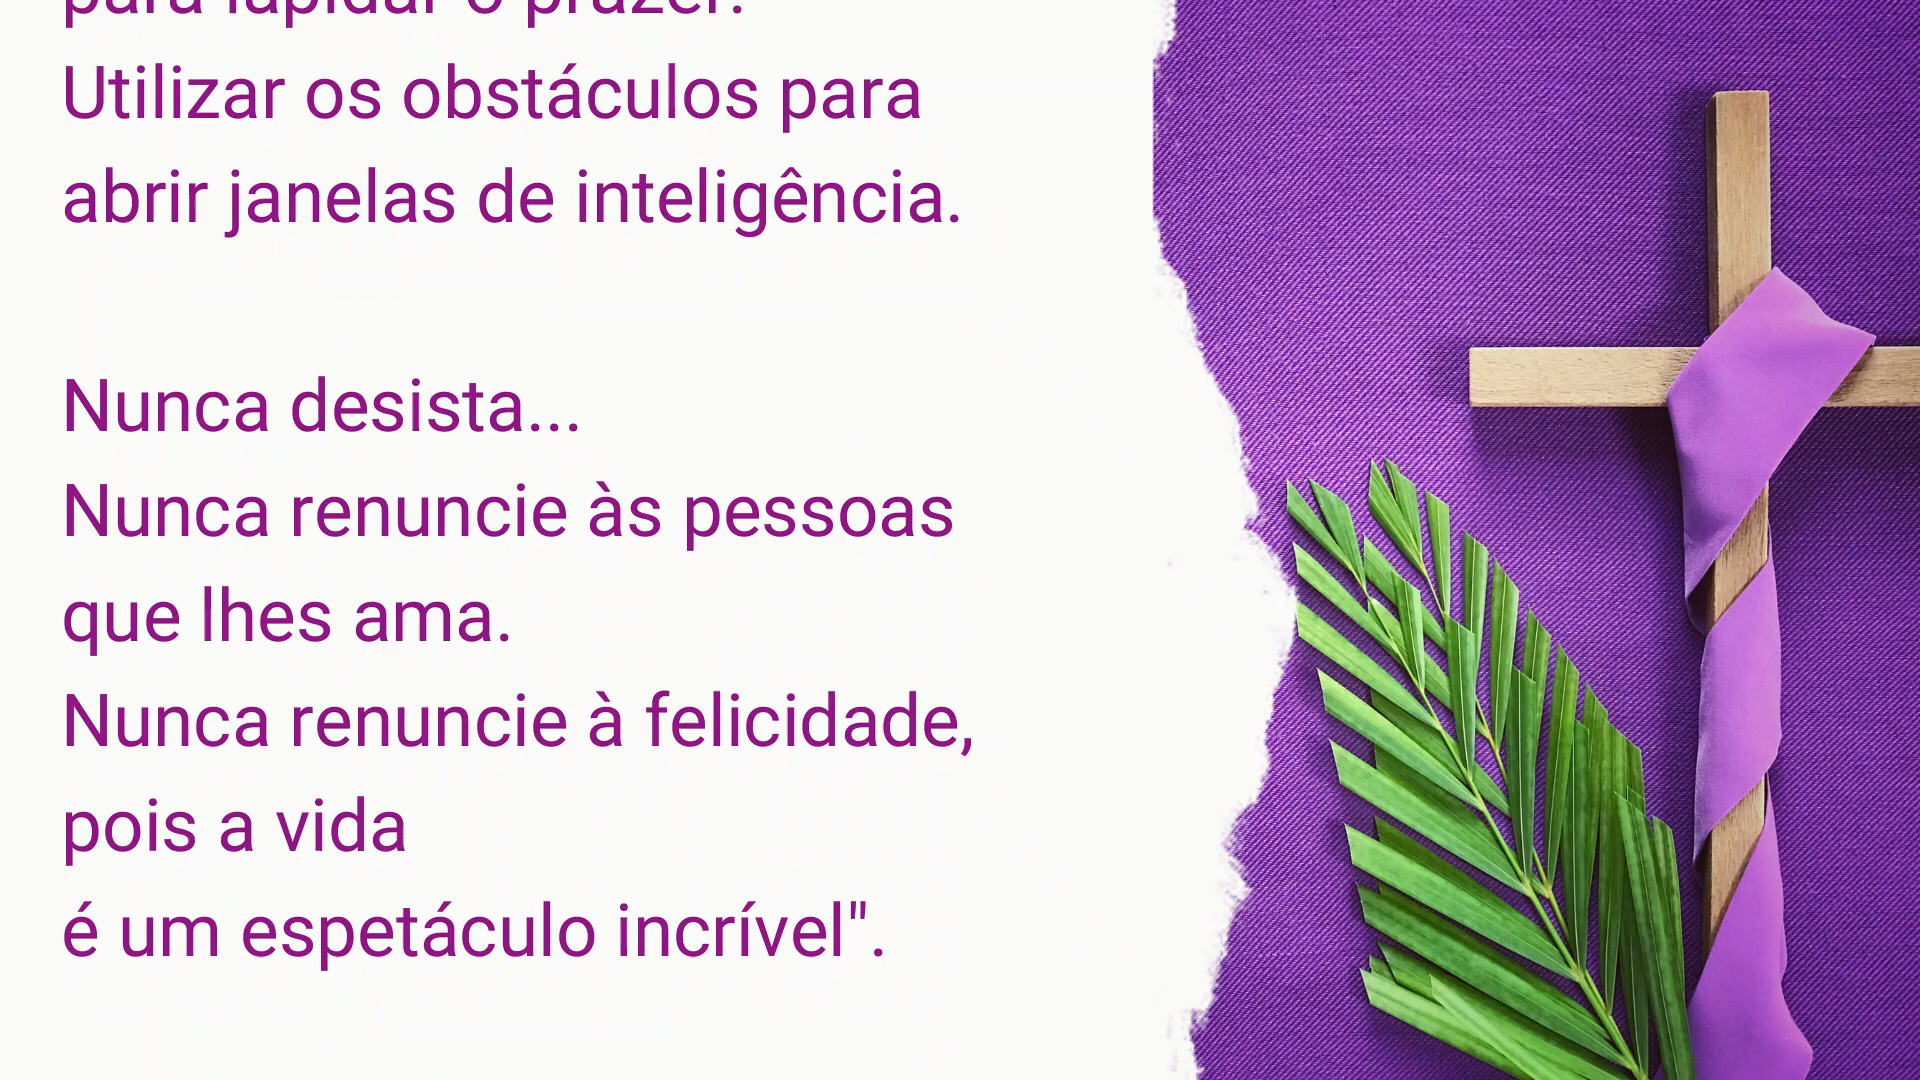 para lapidar o prazer.
Utilizar os obstáculos para
abrir janelas de inteligência.
Nunca desista...
Nunca renuncie às pessoas
que lhes ama.
Nunca renuncie à felicidade,
pois a vida
é um espetáculo incrível".